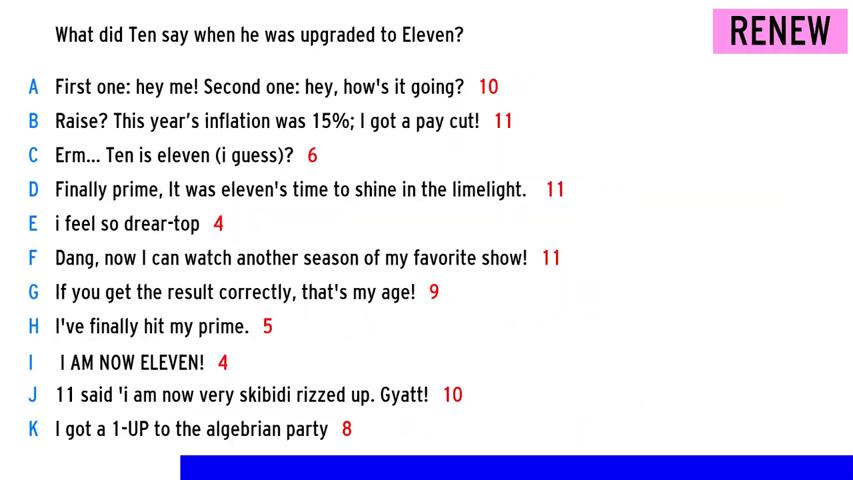 What did Ten say when he was upgraded to Eleven?
RENEW
A First one: hey me! Second one: hey, how's it going? 10
B Raise? This year’s inflation was 15%; I got a pay cut! 11
C Erm... Ten is eleven (i guess)? 6
D Finally prime, It was eleven's time to shine in the limelight. 11
E i feel so drear-top 4
F Dang, now I can watch another season of my favorite show! 11
G If you get the result correctly, that's my age! 9
H I've finally hit my prime. 5
I I AM NOW ELEVEN! 4
J 11 said 'i am now very skibidi rizzed up. Gyatt! 10
K I got a 1-UP to the algebrian party 8